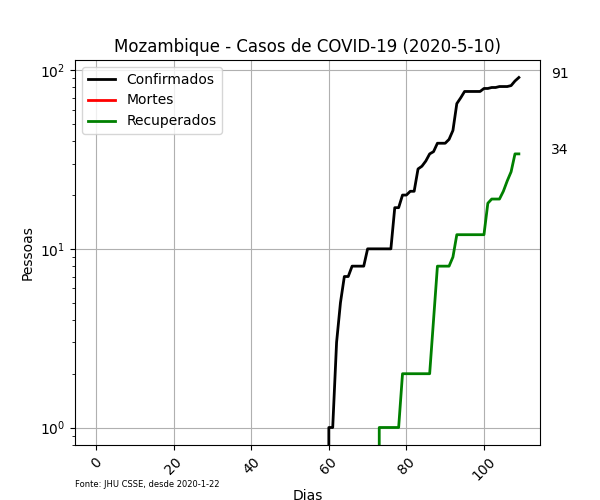 Mozambique - Casos de COVID-19 (2020-5-10)
Confirmados
Mortes
Recuperados
91
34
Pessoas
10²
10¹
10⁰
0 20 40 60 80 100
Dias
Fonte: JHU CSSE, desde 2020-1-22